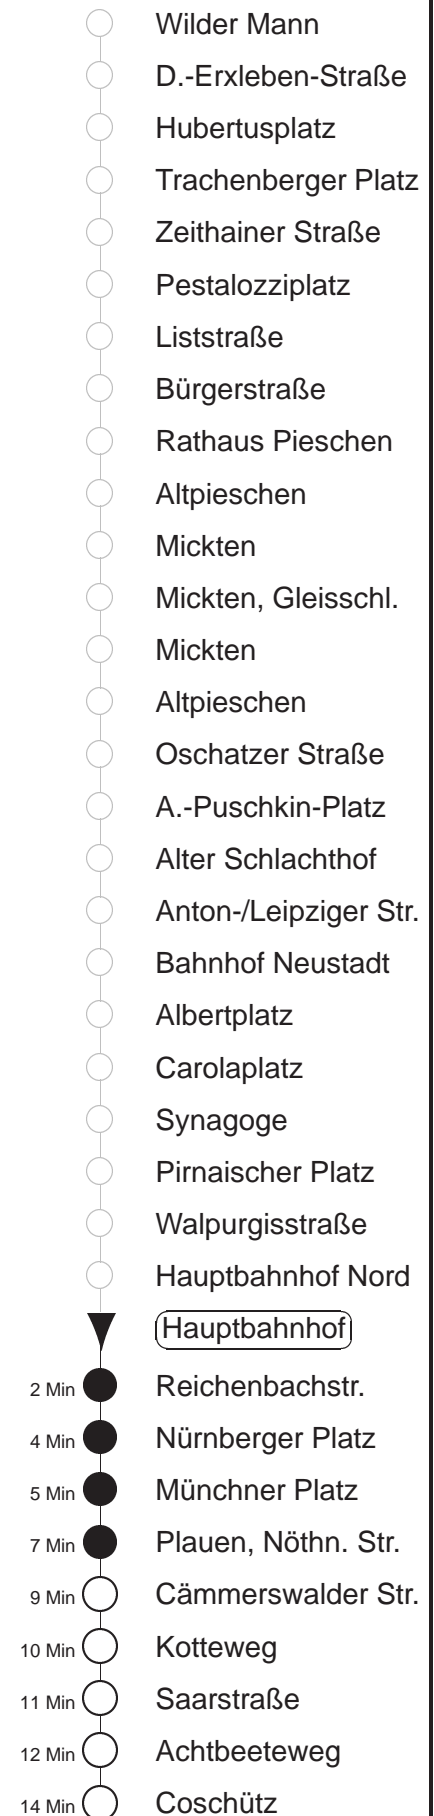 Wilder Mann
D.-Erxleben-Straße
Hubertusplatz
Trachenberger Platz
Zeithainer Straße
Pestalozziplatz
Liststraße
Bürgerstraße
Rathaus Pieschen
Altpieschen
Mickten
Mickten, Gleisschl.
Mickten
Altpieschen
Oschatzer Straße
A.-Puschkin-Platz
Alter Schlachthof
Anton-/Leipziger Str.
Bahnhof Neustadt
Albertplatz
Carolaplatz
Synagoge
Pirnaischer Platz
Walpurgisstraße
Hauptbahnhof Nord
Hauptbahnhof
2 Min Reichenbachstr.
4 Min Nürnberger Platz
5 Min Münchner Platz
7 Min Plauen, Nöthn. Str.
9 Min Cämmerswalder Str.
10 Min Kotteweg
11 Min Saarstraße
12 Min Achtbeeteweg
14 Min Coschütz